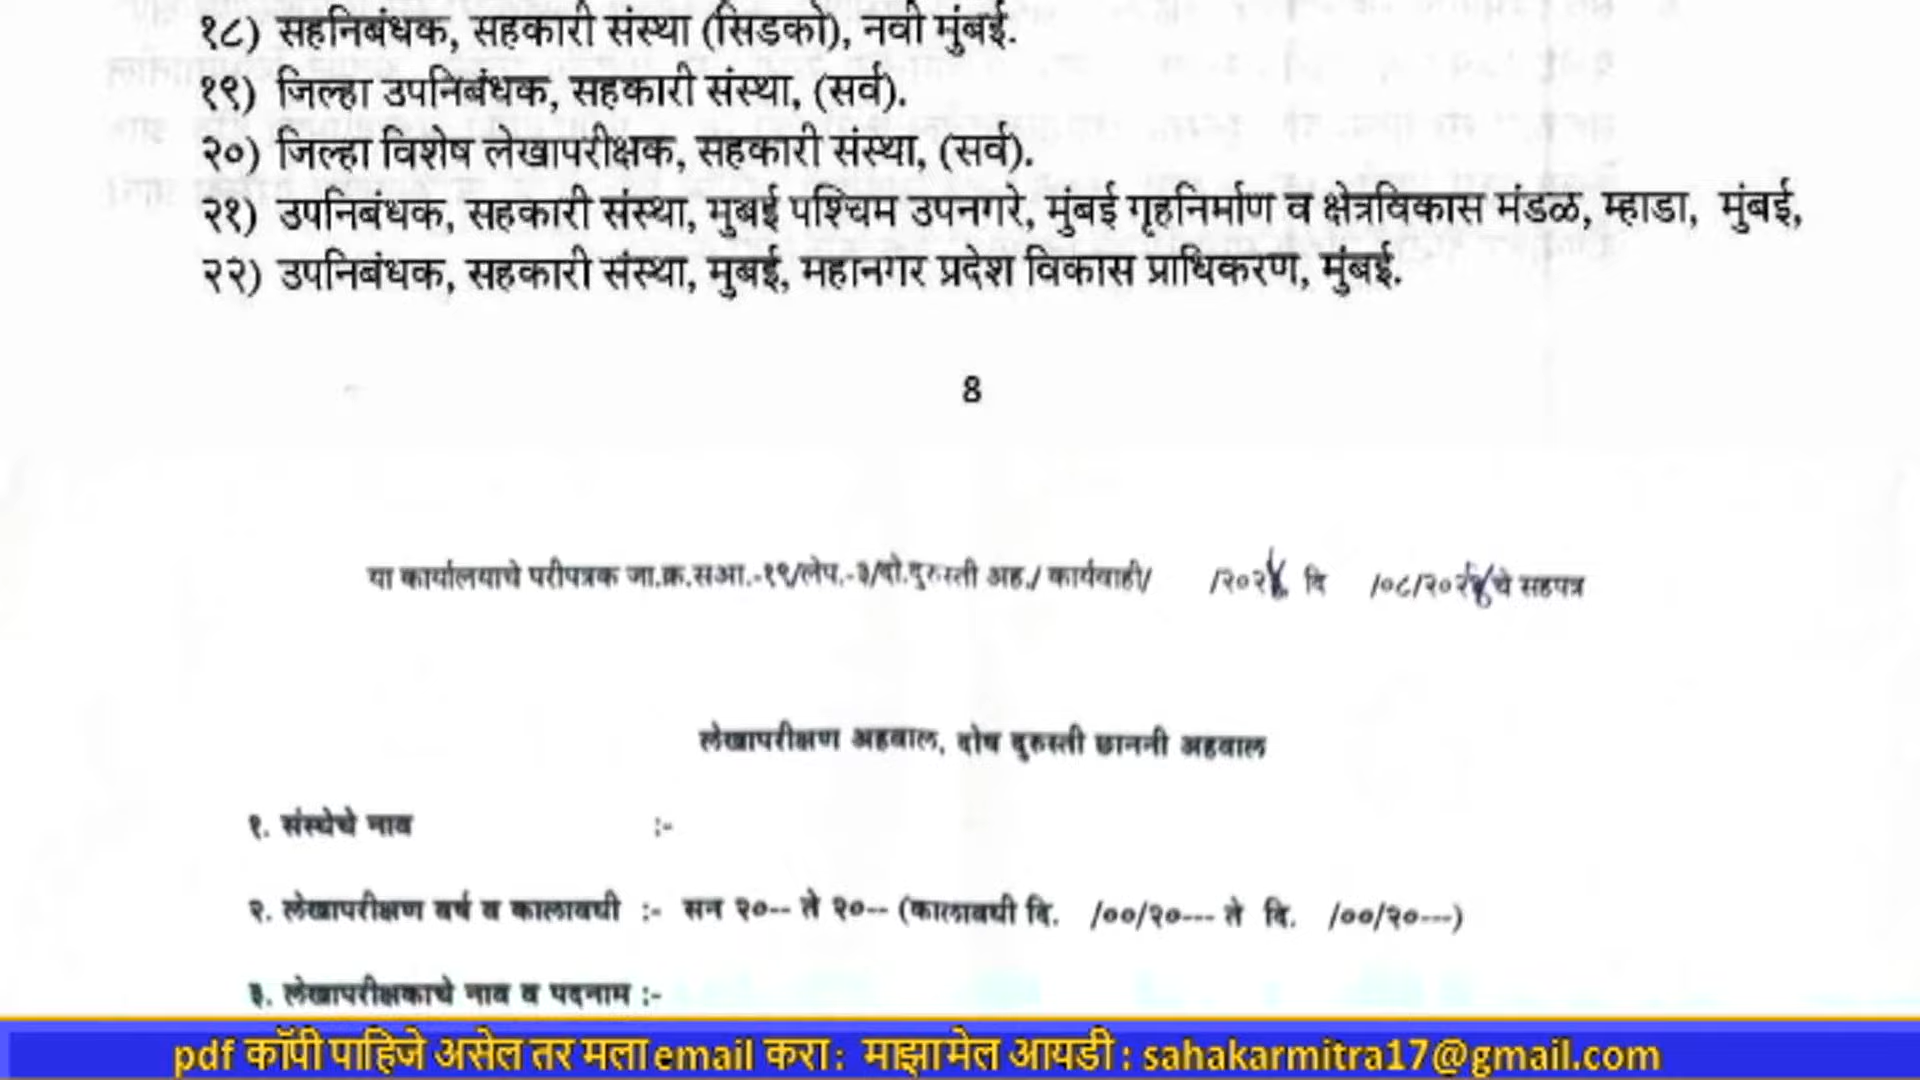 १८) सहनिबंधक, सहकारी संस्था (सिडको), नवी मुंबई.
१९) जिल्हा उपनिबंधक, सहकारी संस्था, (सर्व).
२०) जिल्हा विशेष लेखापरीक्षक, सहकारी संस्था, (सर्व).
२१) उपनिबंधक, सहकारी संस्था, मुबई पश्चिम उपनगरे, मुंबई गृहनिर्माण व क्षेत्रविकास मंडळ, म्हाडा, मुंबई,
२२) उपनिबंधक, सहकारी संस्था, मुबई, महानगर प्रदेश विकास प्राधिकरण, मुंबई.
8
या कार्यालयाचे परीपत्रक जा.क्र.सआ.-१९/लेप.-३/दो.दुरुस्ती अह./ कार्यवाही/ दि चे सहपत्र
लेखापरीक्षण अहवाल, दोष दुरुस्ती छाननी अहवाल
१. संस्थेचे नाव :-
२. लेखापरीक्षण वर्ष व कालावधी :- सन २०-- ते २०-- (कालावधी दि. /००/२०--- ते दि. /००/२०---)
३. लेखापरीक्षकाचे नाव व पदनाम :-
pdf कॉपी पाहिजे असेल तर मला email करा : माझा मेल आयडी : sahakarmitra17@gmail.com